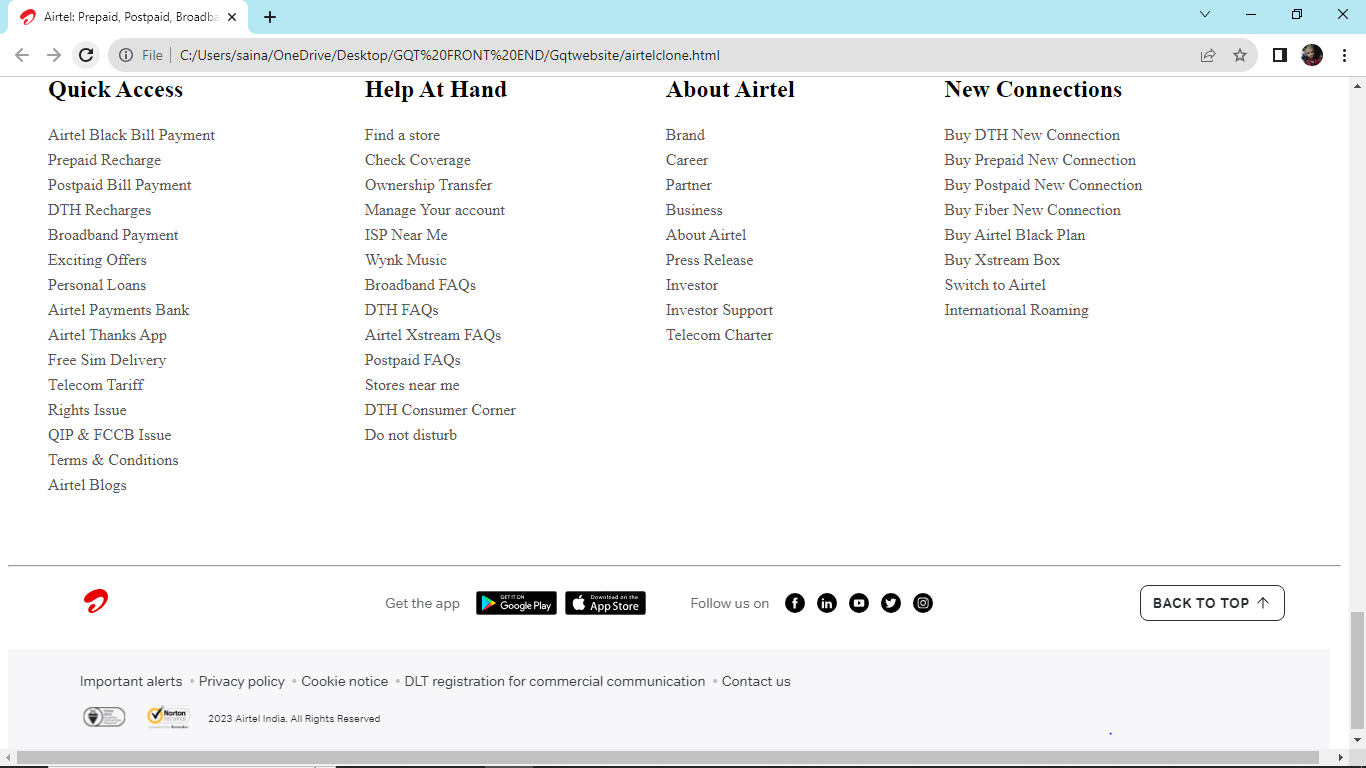 Airtel: Prepaid, Postpaid, Broadba
File
C:/Users/saina/OneDrive/Desktop/GQT%20FRONT%20END/Gqtwebsite/airtelclone.html
Quick Access
Airtel Black Bill Payment
Prepaid Recharge
Postpaid Bill Payment
DTH Recharges
Broadband Payment
Exciting Offers
Personal Loans
Airtel Payments Bank
Airtel Thanks App
Free Sim Delivery
Telecom Tariff
Rights Issue
QIP & FCCB Issue
Terms & Conditions
Airtel Blogs
Help At Hand
Find a store
Check Coverage
Ownership Transfer
Manage Your account
ISP Near Me
Wynk Music
Broadband FAQs
DTH FAQs
Airtel Xstream FAQs
Postpaid FAQs
Stores near me
DTH Consumer Corner
Do not disturb
About Airtel
Brand
Career
Partner
Business
About Airtel
Press Release
Investor
Investor Support
Telecom Charter
New Connections
Buy DTH New Connection
Buy Prepaid New Connection
Buy Postpaid New Connection
Buy Fiber New Connection
Buy Airtel Black Plan
Buy Xstream Box
Switch to Airtel
International Roaming
Get the app
GET IT ON
Google Play
Download on the
App Store
Follow us on
BACK TO TOP
Important alerts • Privacy policy • Cookie notice • DLT registration for commercial communication • Contact us
Norton
SECURED
2023 Airtel India. All Rights Reserved